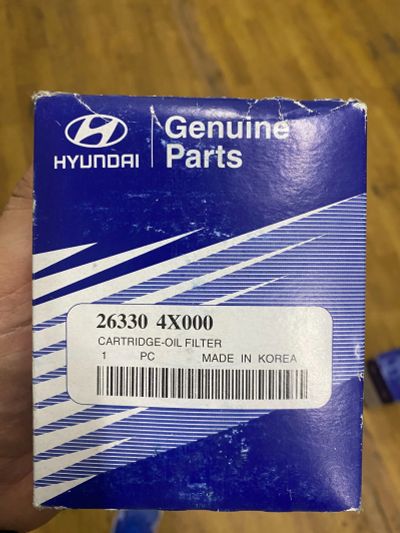 HYUNDAI
Genuine
Parts
26330 4X000
CARTRIDGE-OIL FILTER
1 PC MADE IN KOREA